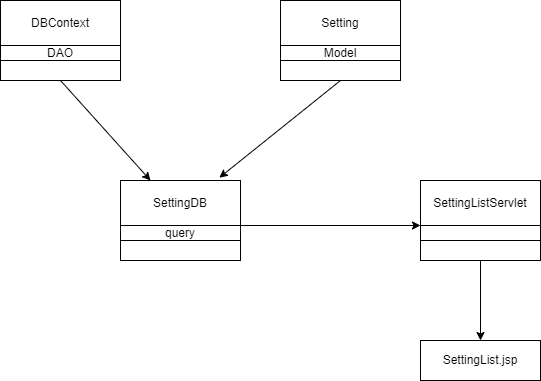 DBContext
DAO
Setting
Model
SettingDB
query
SettingListServlet
SettingList.jsp